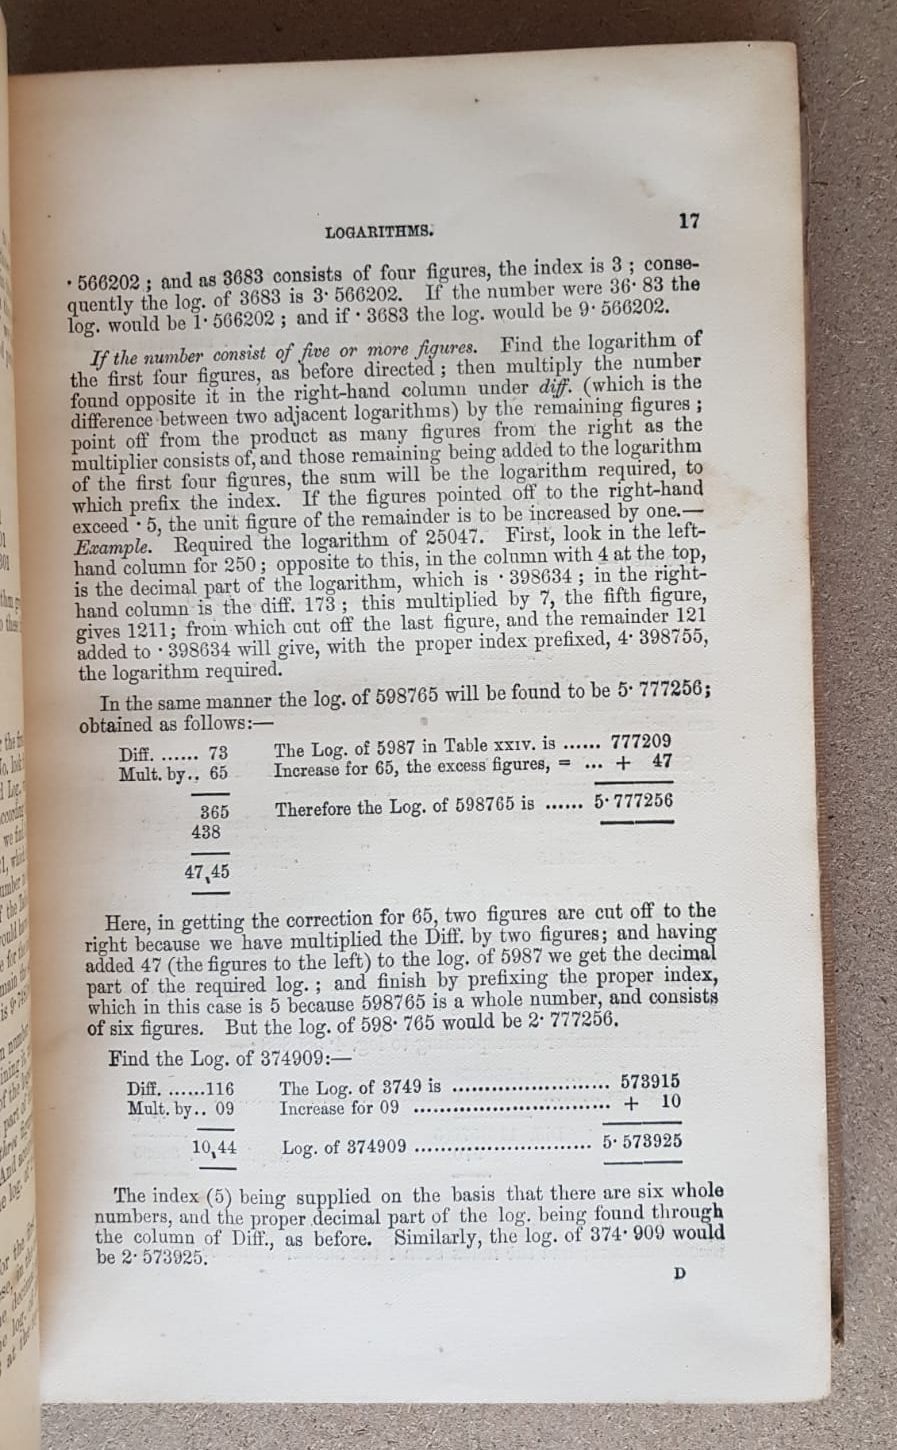 LOGARITHMS. 17
·566202 ; and as 3683 consists of four figures, the index is 3 ; conse-
quently the log. of 3683 is 3·566202. If the number were 36·83 the
log. would be 1·566202 ; and if ·3683 the log. would be 9·566202.
If the number consist of five or more figures. Find the logarithm of
the first four figures, as before directed ; then multiply the number
found opposite it in the right-hand column under diff. (which is the
difference between two adjacent logarithms) by the remaining figures ;
point off from the product as many figures from the right as the
multiplier consists of, and those remaining being added to the logarithm
of the first four figures, the sum will be the logarithm required, to
which prefix the index. If the figures pointed off to the right-hand
exceed ·5, the unit figure of the remainder is to be increased by one.—
Example. Required the logarithm of 25047. First, look in the left-
hand column for 250 ; opposite to this, in the column with 4 at the top,
is the decimal part of the logarithm, which is ·398634 ; in the right-
hand column is the diff. 173 ; this multiplied by 7, the fifth figure,
gives 1211; from which cut off the last figure, and the remainder 121
added to ·398634 will give, with the proper index prefixed, 4·398755,
the logarithm required.
In the same manner the log. of 598765 will be found to be 5·777256;
obtained as follows:—
Diff. ...... 73 The Log. of 5987 in Table XXIV. is ...... 777209
Mult. by.. 65 Increase for 65, the excess figures, = ... + 47
365 Therefore the Log. of 598765 is ...... 5·777256
438
47,45
Here, in getting the correction for 65, two figures are cut off to the
right because we have multiplied the Diff. by two figures; and having
added 47 (the figures to the left) to the log. of 5987 we get the decimal
part of the required log. ; and finish by prefixing the proper index,
which in this case is 5 because 598765 is a whole number, and consists
of six figures. But the log. of 598·765 would be 2·777256.
Find the Log. of 374909:—
Diff. ......116 The Log. of 3749 is ........................ 573915
Mult. by.. 09 Increase for 09 .............................. + 10
10,44 Log. of 374909 ........................... 5·573925
The index (5) being supplied on the basis that there are six whole
numbers, and the proper decimal part of the log. being found through
the column of Diff., as before. Similarly, the log. of 374·909 would
be 2·573925.
D